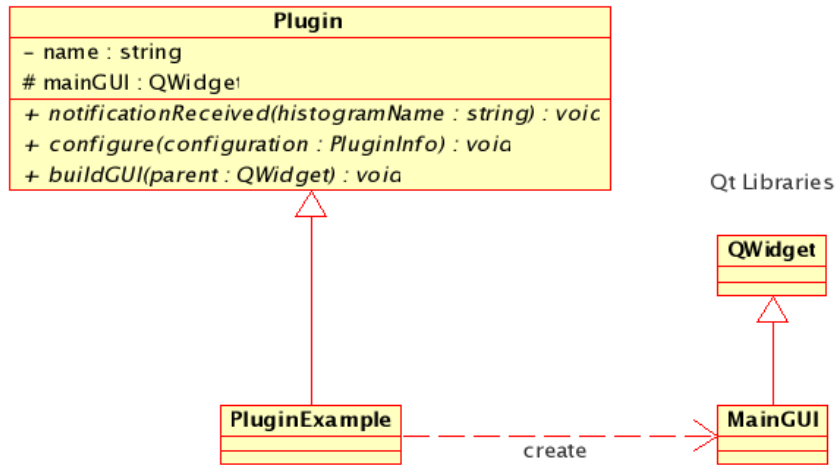 Plugin
- name : string
# mainGUI : QWidget
+ notificationReceived(histogramName : string) : void
+ configure(configuration : PluginInfo) : void
+ buildGUI(parent : QWidget) : void
Qt Libraries
QWidget
PluginExample
MainGUI
create